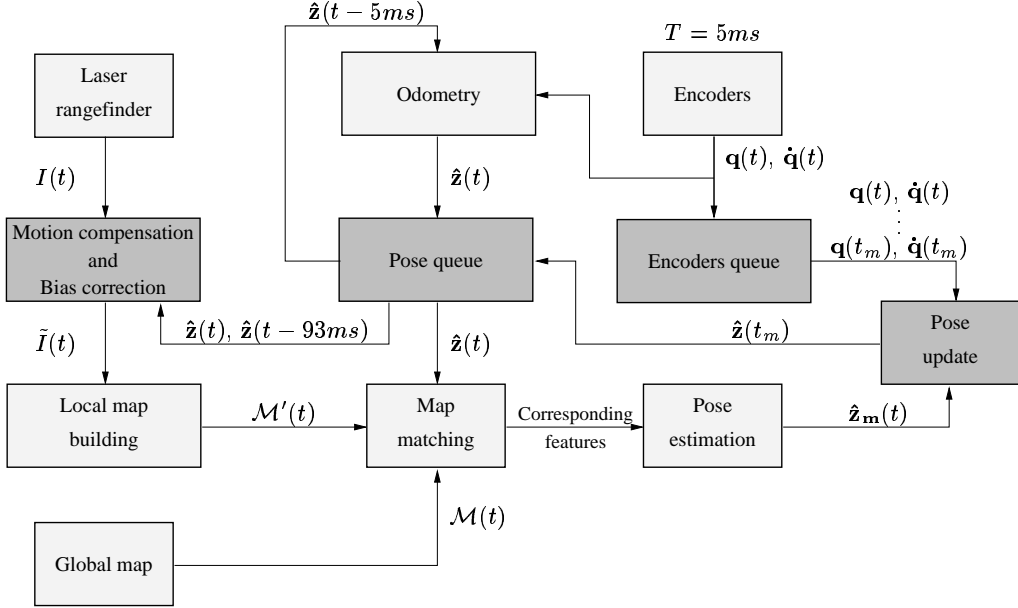 ẑ(t − 5ms)
T = 5ms
Laser
rangefinder
Odometry
Encoders
I(t)
ẑ(t)
q(t), q̇(t)
q(t), q̇(t)
⋮
q(t_m), q̇(t_m)
Motion compensation
and
Bias correction
Pose queue
Encoders queue
Ĩ(t)
ẑ(t), ẑ(t − 93ms)
ẑ(t)
ẑ(t_m)
Pose
update
Local map
building
M′(t)
Map
matching
Corresponding
features
Pose
estimation
ẑ_m(t)
M(t)
Global map